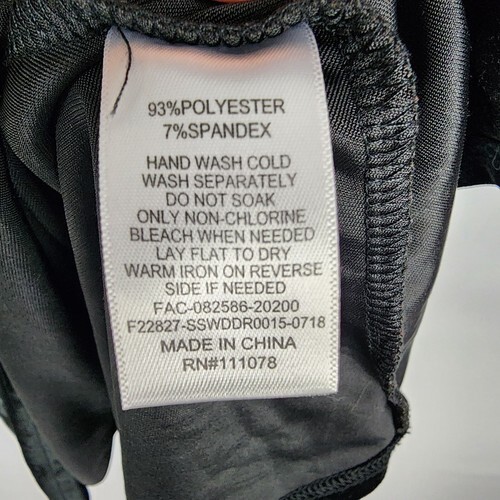 93%POLYESTER
7%SPANDEX
HAND WASH COLD
WASH SEPARATELY
DO NOT SOAK
ONLY NON-CHLORINE
BLEACH WHEN NEEDED
LAY FLAT TO DRY
WARM IRON ON REVERSE
SIDE IF NEEDED
FAC-082586-20200
F22827-SSWDDR0015-0718
MADE IN CHINA
RN#111078